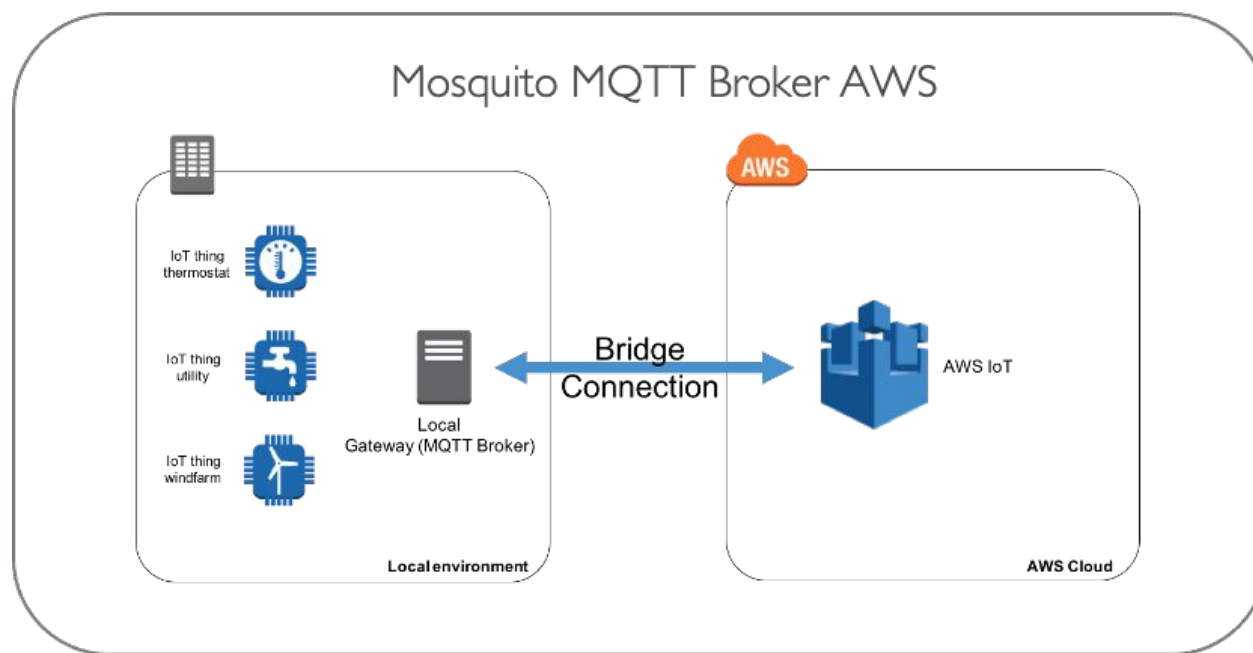 Mosquito MQTT Broker AWS
AWS
IoT thing
thermostat
IoT thing
utility
IoT thing
windfarm
Local
Gateway (MQTT Broker)
Local environment
Bridge
Connection
AWS IoT
AWS Cloud